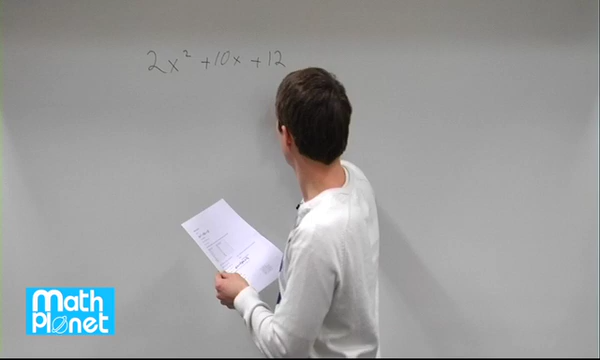 2x² +10x +12
Math
Planet